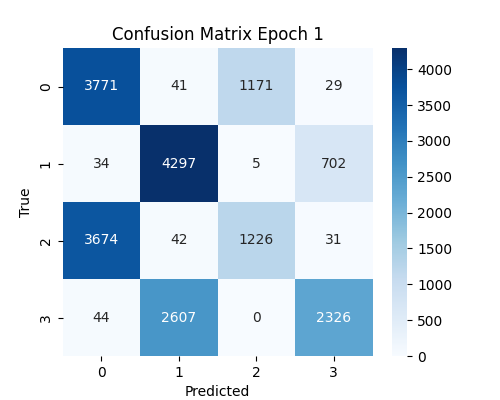 Confusion Matrix Epoch 1
0 3771 41 1171 29
1 34 4297 5 702
2 3674 42 1226 31
3 44 2607 0 2326
0 1 2 3
Predicted
True
4000
3500
3000
2500
2000
1500
1000
500
0